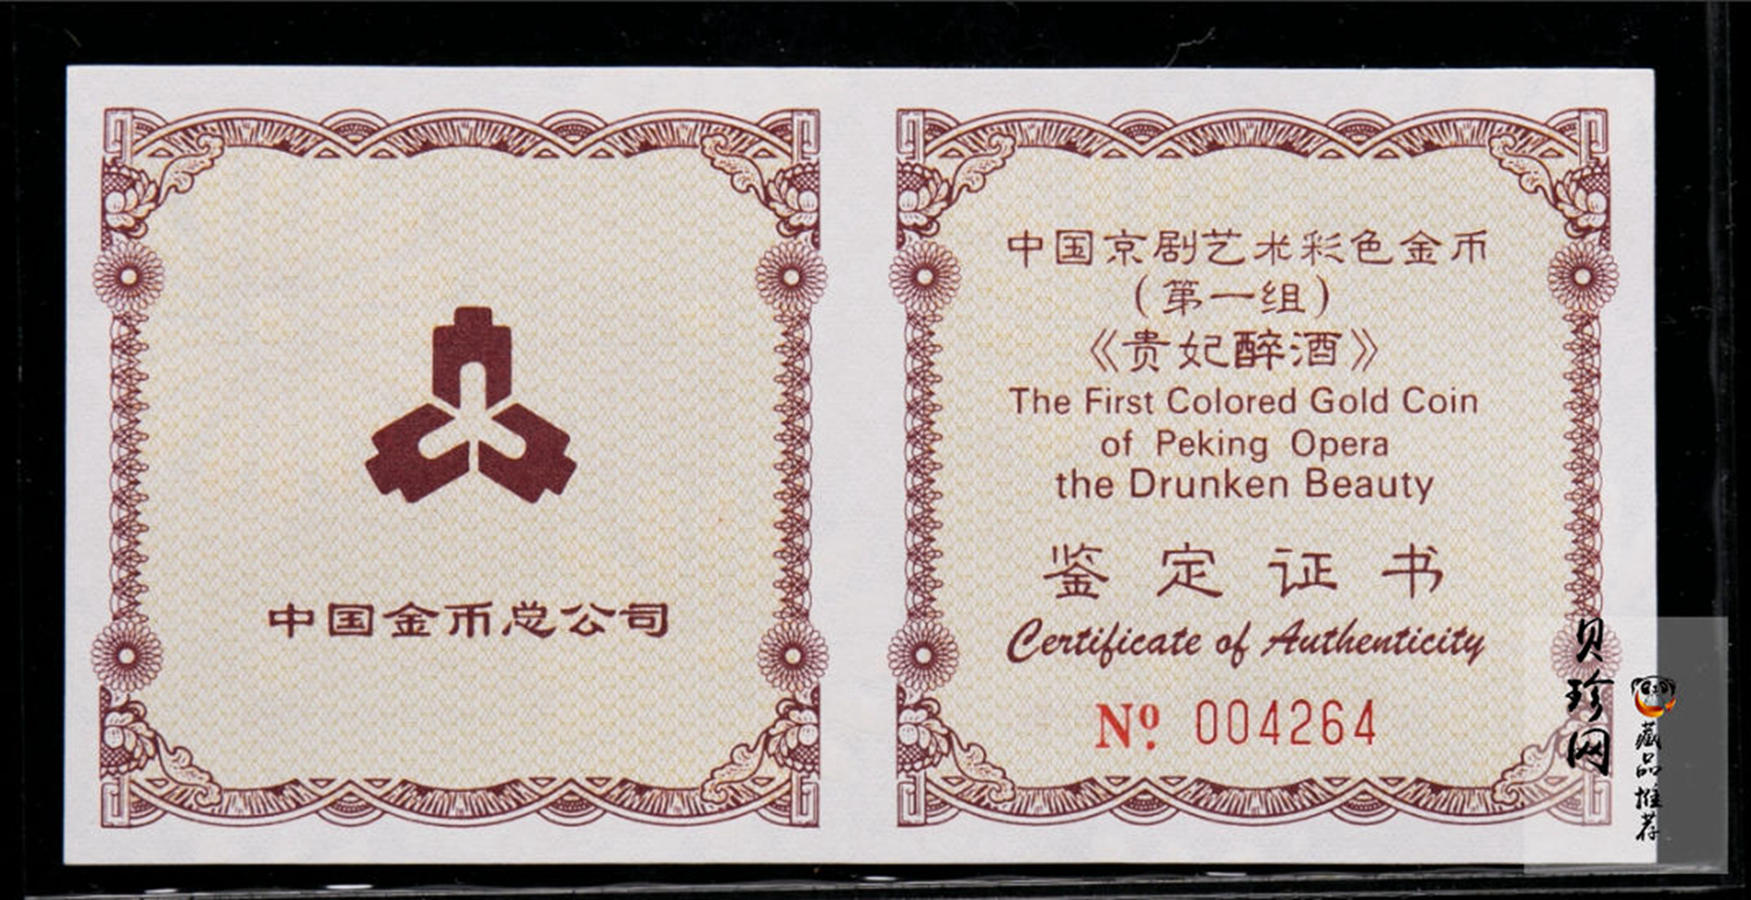 中国金币总公司
中国京剧艺术彩色金币
(第一组)
《贵妃醉酒》
The First Colored Gold Coin
of Peking Opera
the Drunken Beauty
鉴定证书
Certificate of Authenticity
Nº 004264
贝珍网
藏品推荐